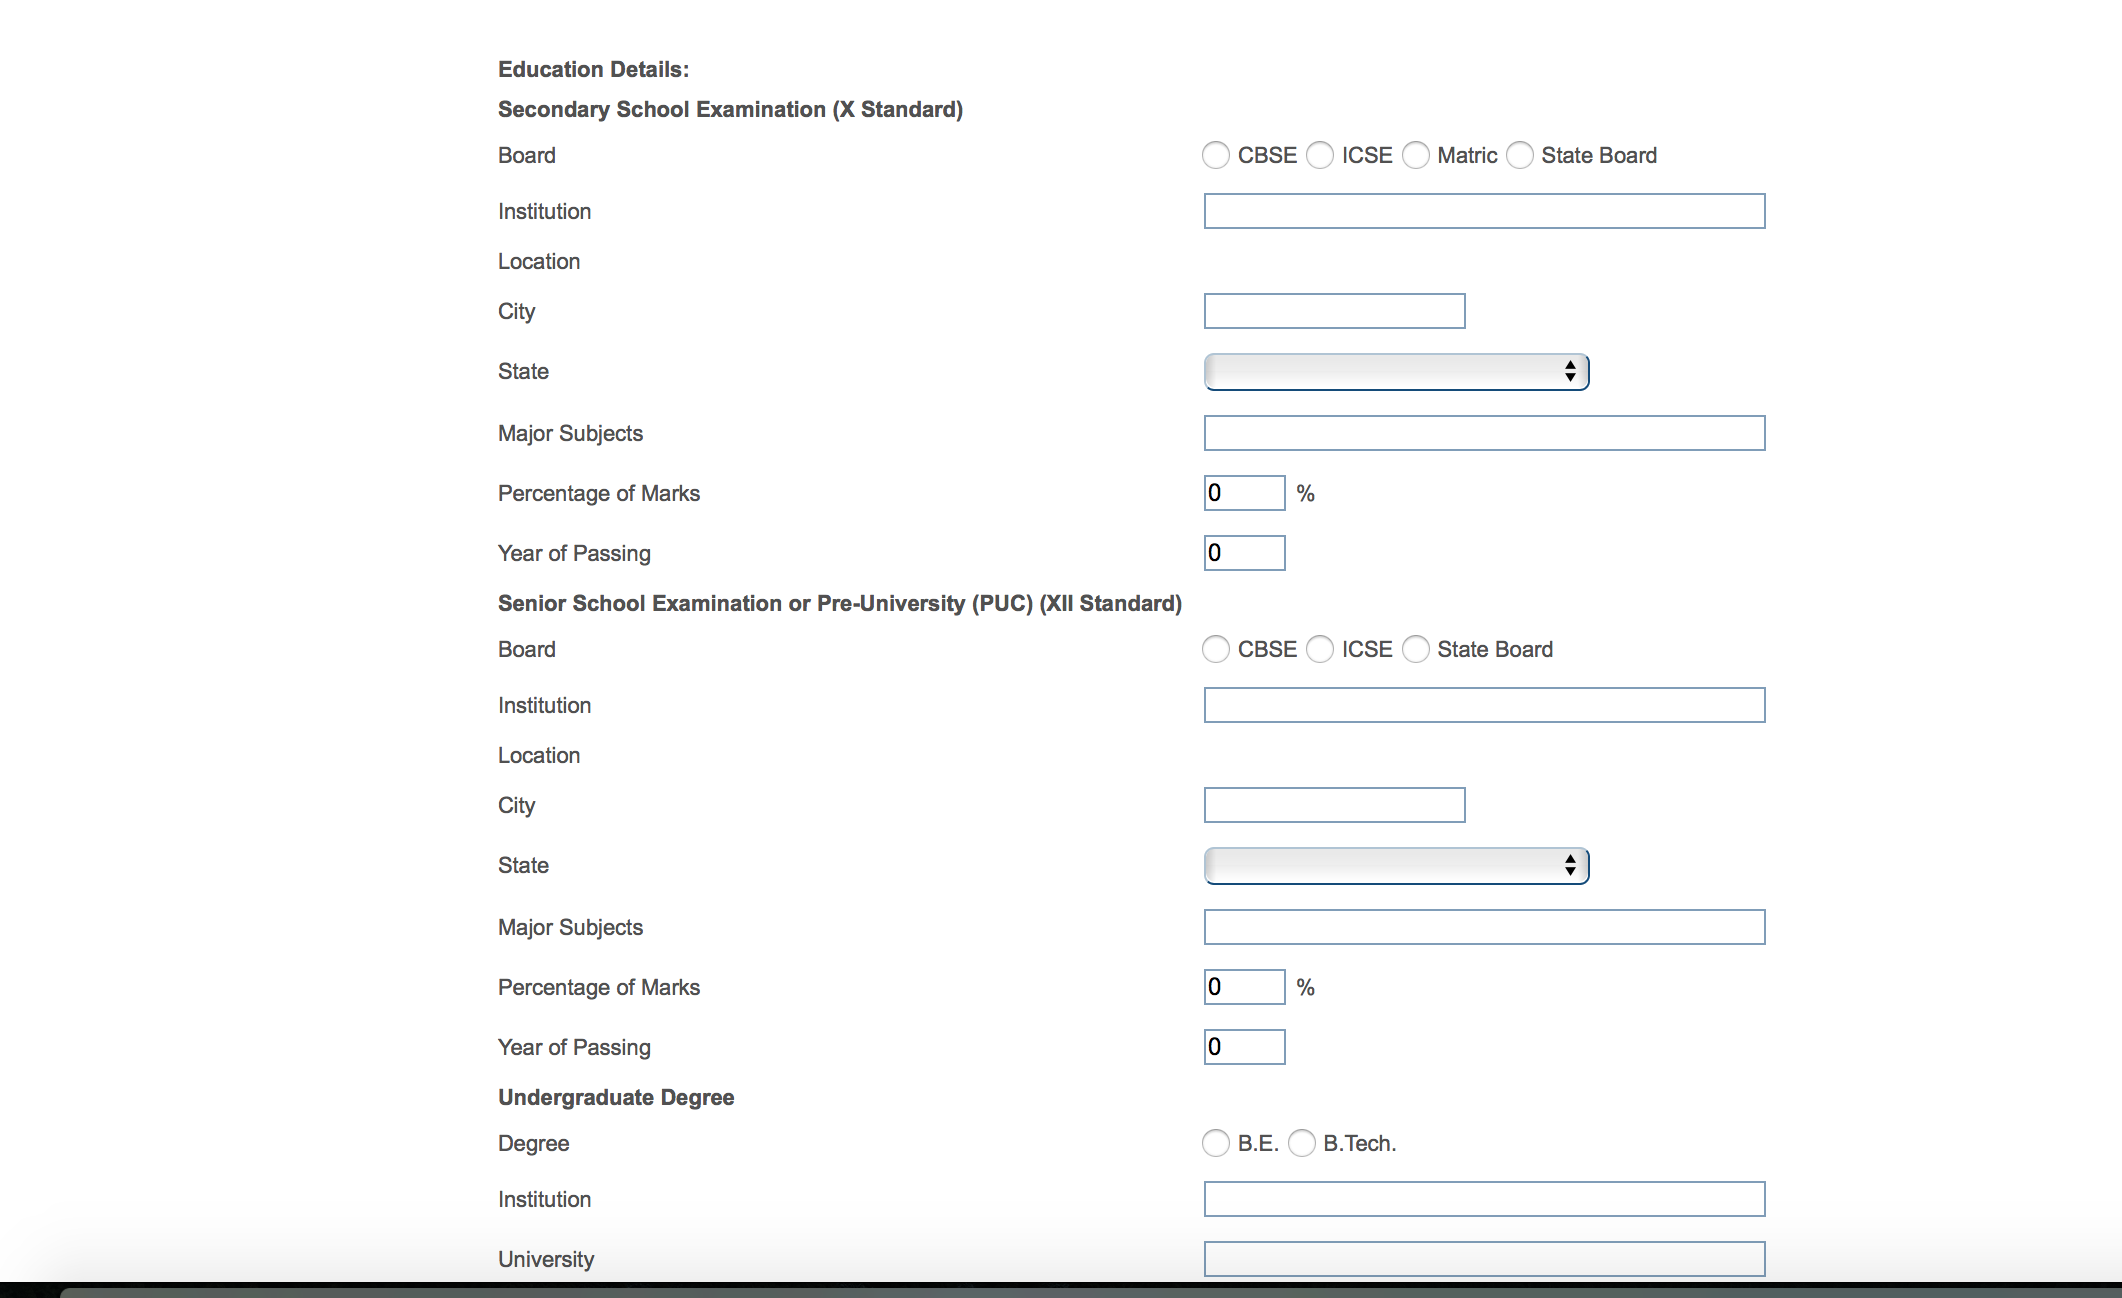 Education Details:
Secondary School Examination (X Standard)
Board CBSE ICSE Matric State Board
Institution
Location
City
State
Major Subjects
Percentage of Marks 0 %
Year of Passing 0
Senior School Examination or Pre-University (PUC) (XII Standard)
Board CBSE ICSE State Board
Institution
Location
City
State
Major Subjects
Percentage of Marks 0 %
Year of Passing 0
Undergraduate Degree
Degree B.E. B.Tech.
Institution
University